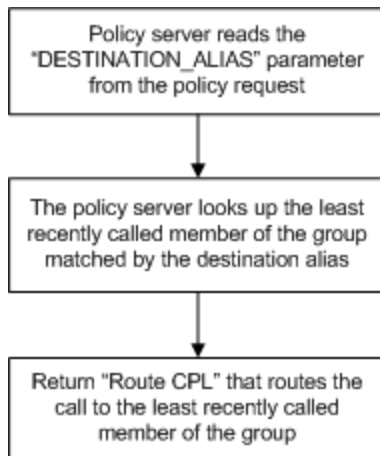 Policy server reads the
“DESTINATION_ALIAS” parameter
from the policy request
The policy server looks up the least
recently called member of the group
matched by the destination alias
Return “Route CPL” that routes the
call to the least recently called
member of the group